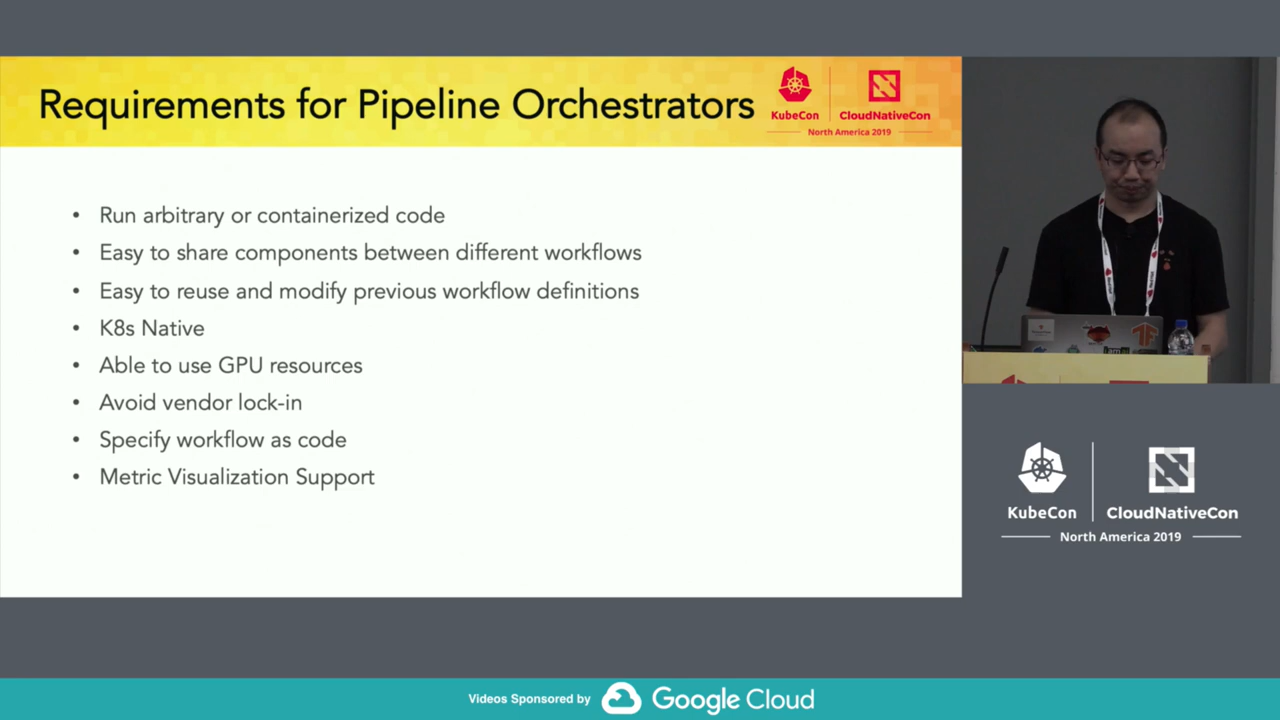 Requirements for Pipeline Orchestrators
KubeCon
CloudNativeCon
North America 2019
• Run arbitrary or containerized code
• Easy to share components between different workflows
• Easy to reuse and modify previous workflow definitions
• K8s Native
• Able to use GPU resources
• Avoid vendor lock-in
• Specify workflow as code
• Metric Visualization Support
KubeCon
CloudNativeCon
North America 2019
Videos Sponsored by
Google Cloud